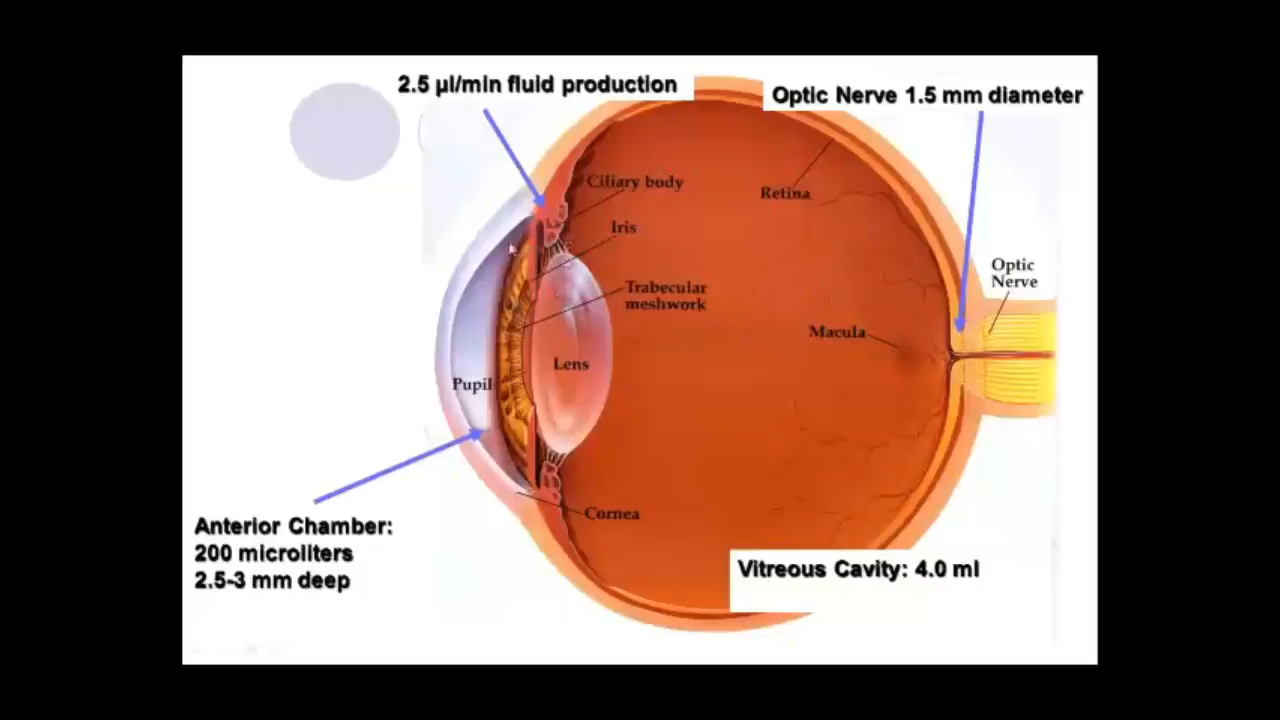 2.5 µl/min fluid production
Optic Nerve 1.5 mm diameter
Ciliary body
Retina
Iris
Optic
Nerve
Trabecular
meshwork
Macula
Lens
Pupil
Cornea
Anterior Chamber:
200 microliters
2.5-3 mm deep
Vitreous Cavity: 4.0 ml